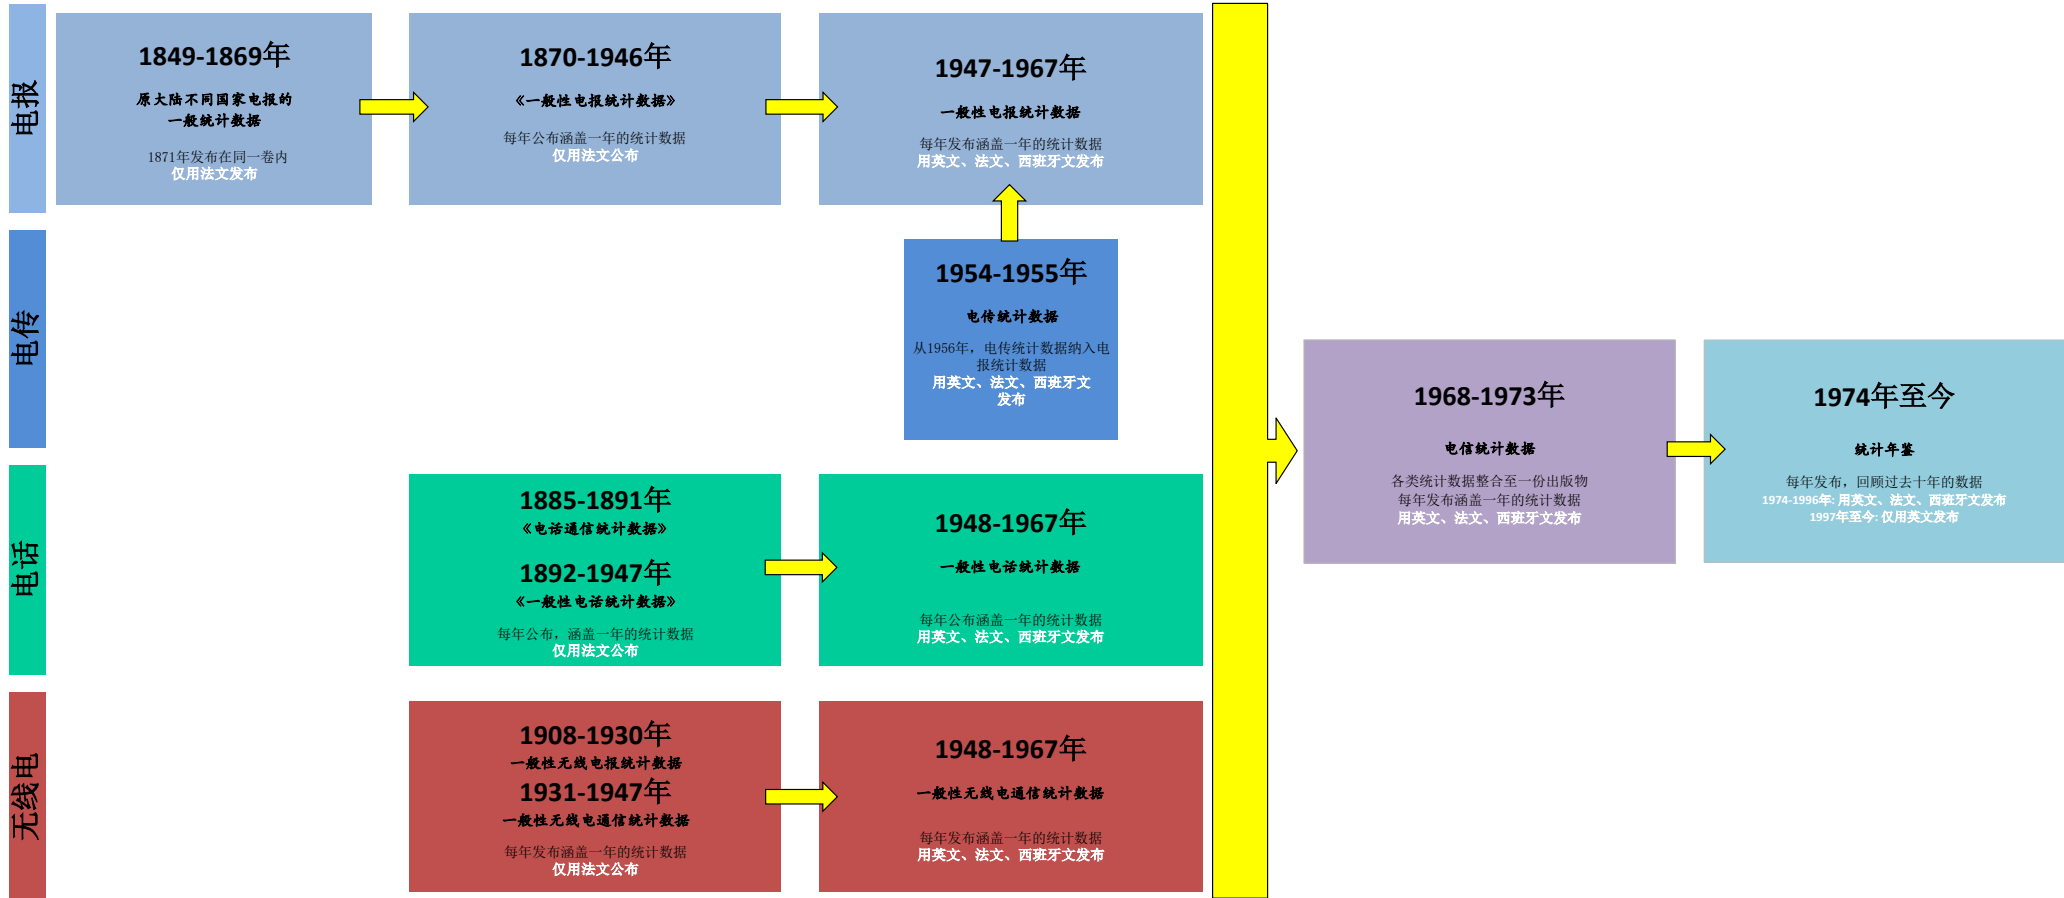 电报
1849-1869年
原大陆不同国家电报的
一般统计数据
1871年发布在同一卷内
仅用法文发布
1870-1946年
《一般性电报统计数据》
每年公布涵盖一年的统计数据
仅用法文公布
1947-1967年
一般性电报统计数据
每年发布涵盖一年的统计数据
用英文、法文、西班牙文发布
电传
1954-1955年
电传统计数据
从1956年，电传统计数据纳入电
报统计数据
用英文、法文、西班牙文
发布
电话
1885-1891年
《电话通信统计数据》
1892-1947年
《一般性电话统计数据》
每年公布，涵盖一年的统计数据
仅用法文公布
1948-1967年
一般性电话统计数据
每年公布涵盖一年的统计数据
用英文、法文、西班牙文发布
无线电
1908-1930年
一般性无线电报统计数据
1931-1947年
一般性无线电通信统计数据
每年发布涵盖一年的统计数据
仅用法文公布
1948-1967年
一般性无线电通信统计数据
每年发布涵盖一年的统计数据
用英文、法文、西班牙文发布
1968-1973年
电信统计数据
各类统计数据整合至一份出版物
每年发布涵盖一年的统计数据
用英文、法文、西班牙文发布
1974年至今
统计年鉴
每年发布，回顾过去十年的数据
1974-1996年: 用英文、法文、西班牙文发布
1997年至今: 仅用英文发布